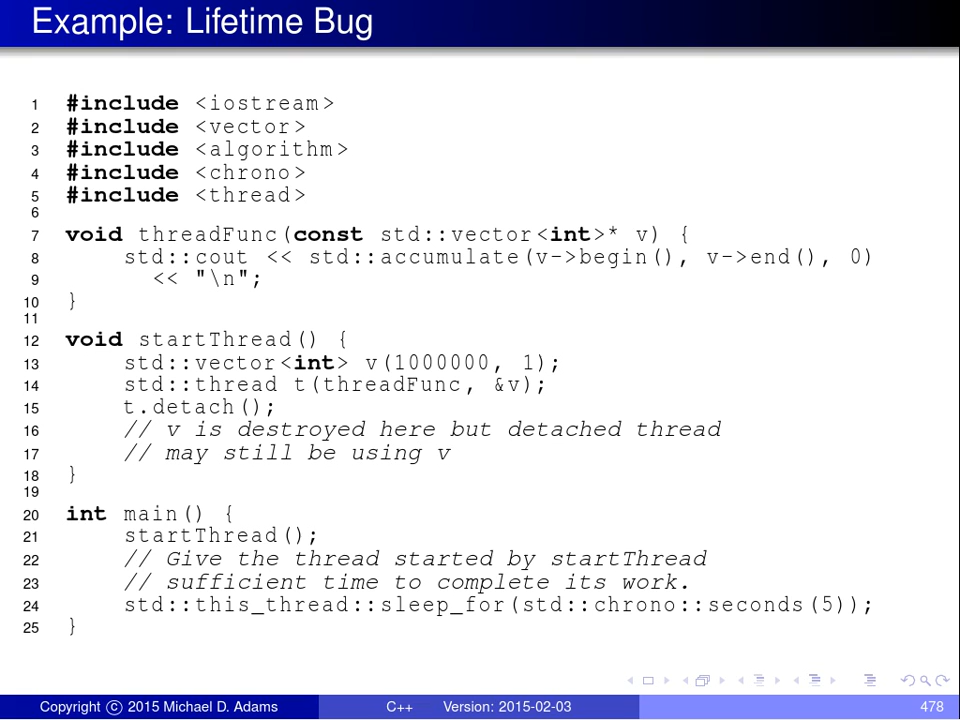 Example: Lifetime Bug
1 #include <iostream>
2 #include <vector>
3 #include <algorithm>
4 #include <chrono>
5 #include <thread>
6
7 void threadFunc(const std::vector<int>* v) {
8     std::cout << std::accumulate(v->begin(), v->end(), 0)
9       << "\n";
10 }
11
12 void startThread() {
13     std::vector<int> v(1000000, 1);
14     std::thread t(threadFunc, &v);
15     t.detach();
16     // v is destroyed here but detached thread
17     // may still be using v
18 }
19
20 int main() {
21     startThread();
22     // Give the thread started by startThread
23     // sufficient time to complete its work.
24     std::this_thread::sleep_for(std::chrono::seconds(5));
25 }
Copyright © 2015 Michael D. Adams C++ Version: 2015-02-03 478